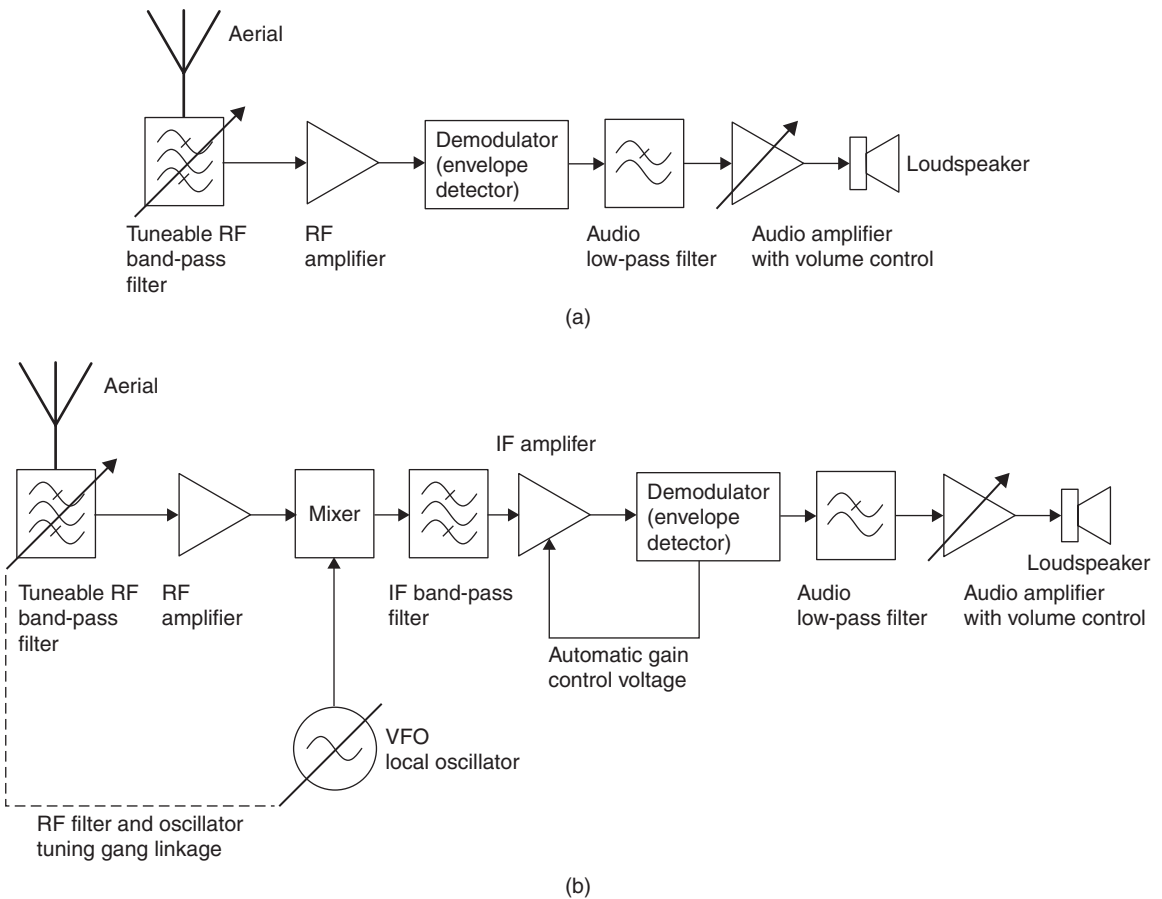 Aerial
Demodulator
(envelope
detector)
Loudspeaker
Tuneable RF
band-pass
filter
RF
amplifier
Audio
low-pass filter
Audio amplifier
with volume control
(a)
Aerial
IF amplifer
Mixer
Demodulator
(envelope
detector)
Loudspeaker
Tuneable RF
band-pass
filter
RF
amplifier
IF band-pass
filter
Audio
low-pass filter
Audio amplifier
with volume control
Automatic gain
control voltage
VFO
local oscillator
RF filter and oscillator
tuning gang linkage
(b)